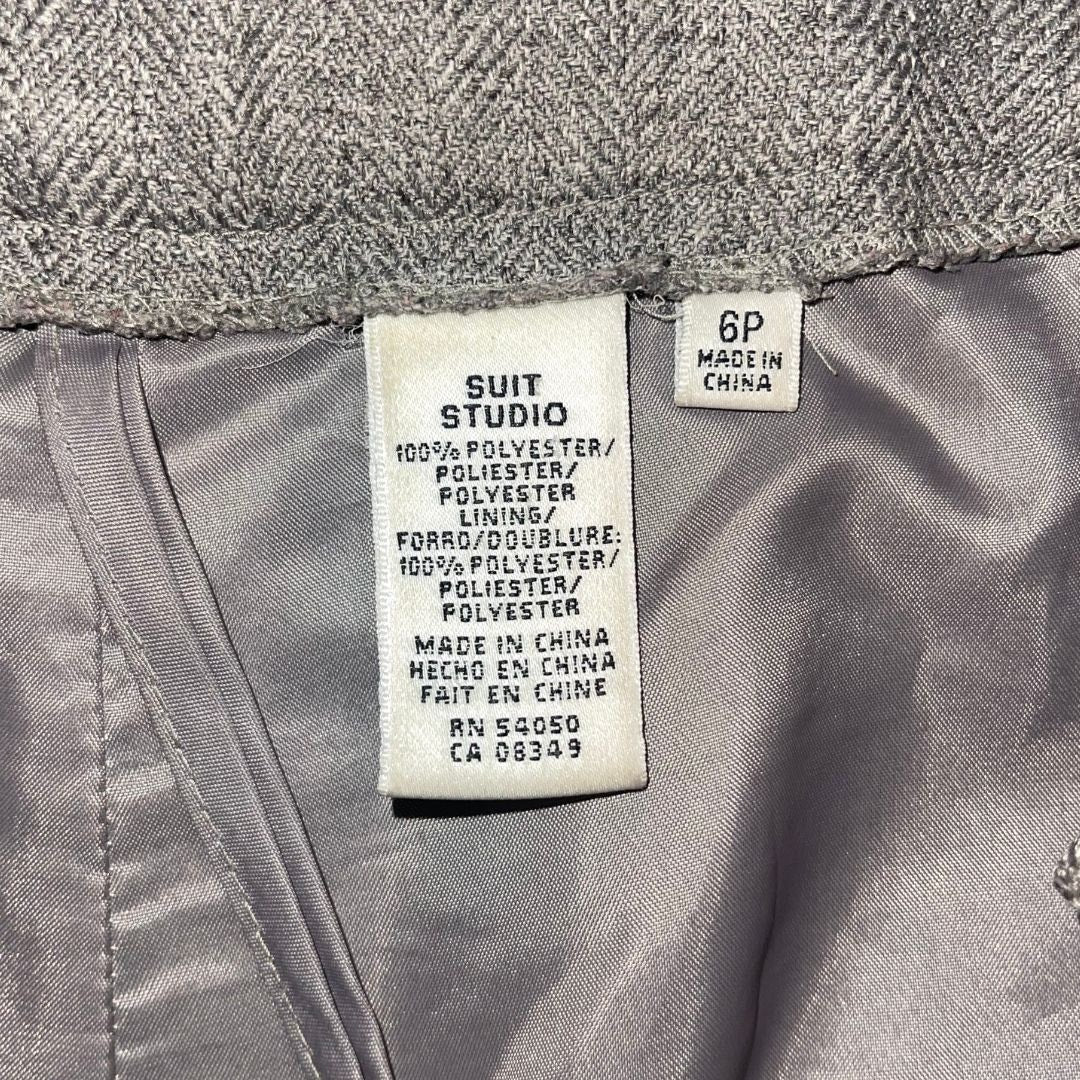 SUIT
STUDIO
100% POLYESTER/
POLIESTER/
POLYESTER
LINING/
FORRO/DOUBLURE:
100% POLYESTER/
POLIESTER/
POLYESTER
MADE IN CHINA
HECHO EN CHINA
FAIT EN CHINE
RN 54050
CA 08349
6P
MADE IN
CHINA